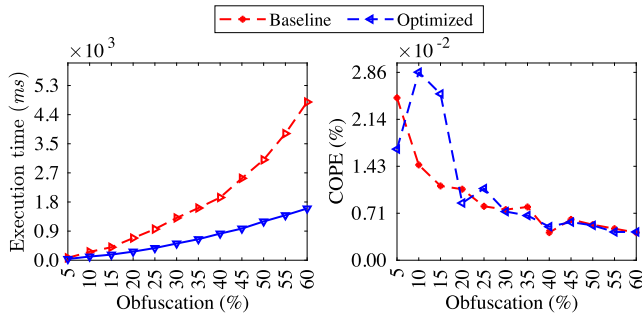 Baseline Optimized
×10^3
Execution time (ms)
5.3
4.4
3.5
2.7
1.8
0.9
0.0
5 10 15 20 25 30 35 40 45 50 55 60
Obfuscation (%)
×10^-2
COPE (%)
2.86
2.14
1.43
0.71
0.00
5 10 15 20 25 30 35 40 45 50 55 60
Obfuscation (%)